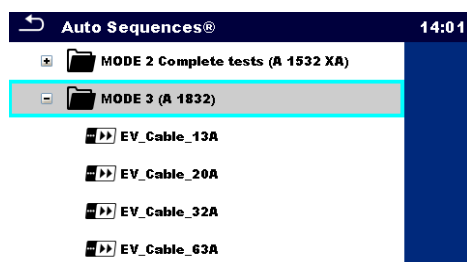 Auto Sequences® 14:01
MODE 2 Complete tests (A 1532 XA)
MODE 3 (A 1832)
EV_Cable_13A
EV_Cable_20A
EV_Cable_32A
EV_Cable_63A